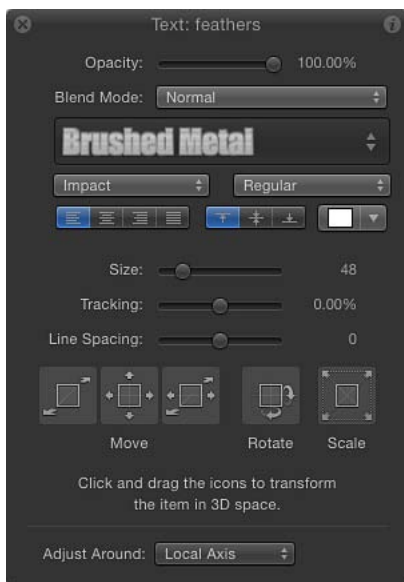 Text: feathers
Opacity: 100.00%
Blend Mode: Normal
Brushed Metal
Impact Regular
Size: 48
Tracking: 0.00%
Line Spacing: 0
Move Rotate Scale
Click and drag the icons to transform
the item in 3D space.
Adjust Around: Local Axis